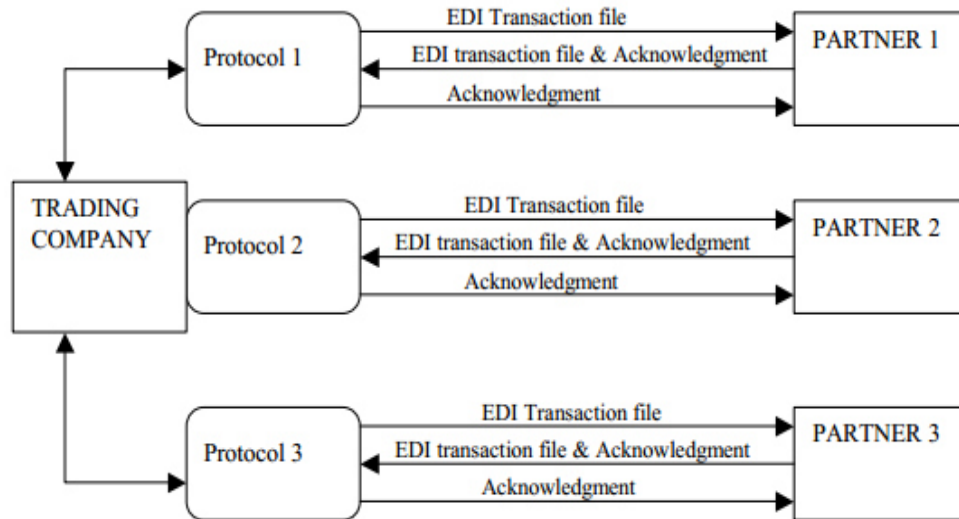 EDI Transaction file
Protocol 1
PARTNER 1
EDI transaction file & Acknowledgment
Acknowledgment
TRADING
COMPANY
EDI Transaction file
Protocol 2
PARTNER 2
EDI transaction file & Acknowledgment
Acknowledgment
EDI Transaction file
Protocol 3
PARTNER 3
EDI transaction file & Acknowledgment
Acknowledgment